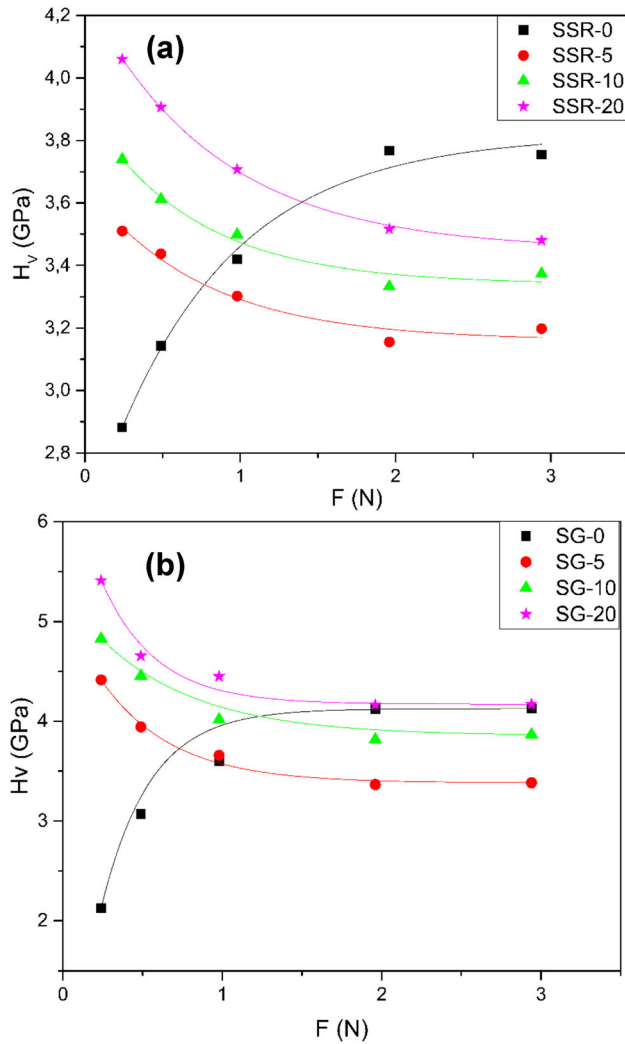 (a)
SSR-0
SSR-5
SSR-10
SSR-20
4,2
4,0
3,8
3,6
3,4
3,2
3,0
2,8
H_V (GPa)
0 1 2 3
F (N)
(b)
SG-0
SG-5
SG-10
SG-20
6
5
4
3
2
Hv (GPa)
0 1 2 3
F (N)